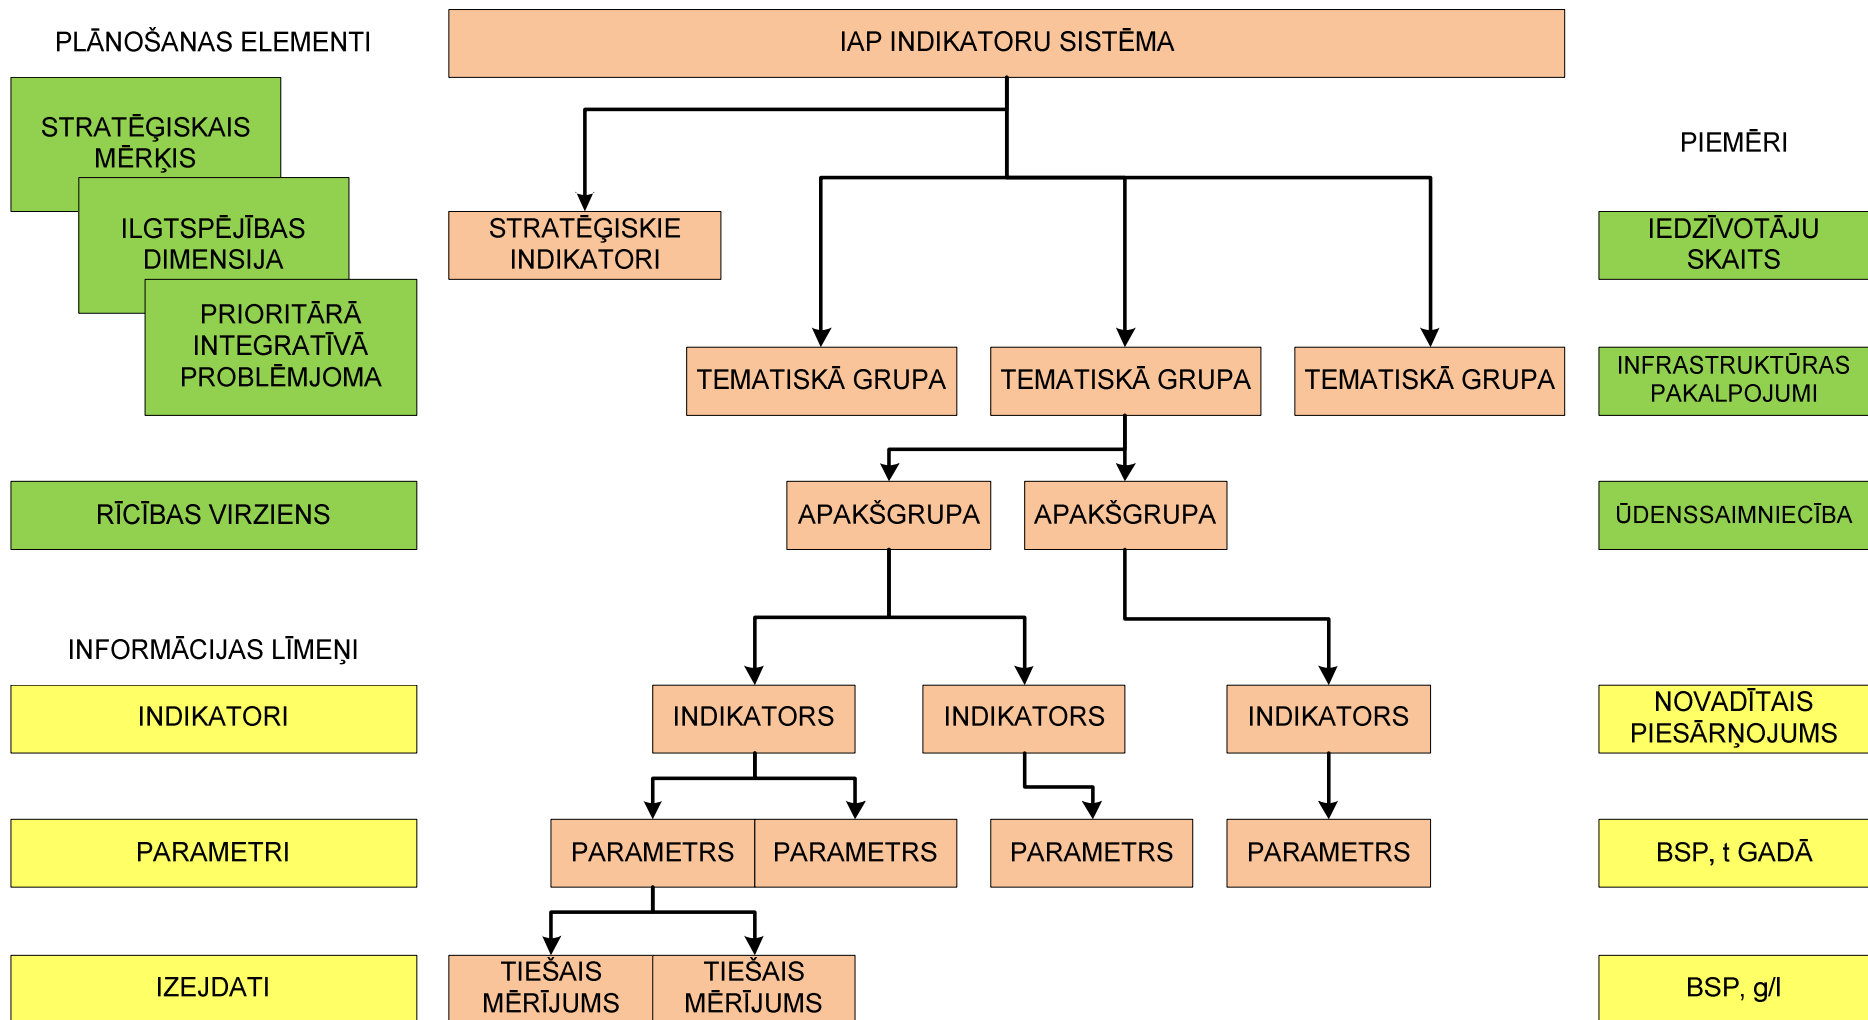 PLĀNOŠANAS ELEMENTI
IAP INDIKATORU SISTĒMA
STRATĒĢISKAIS
MĒRĶIS
PIEMĒRI
ILGTSPĒJĪBAS
DIMENSIJA
STRATĒĢISKIE
INDIKATORI
IEDZĪVOTĀJU
SKAITS
PRIORITĀRĀ
INTEGRATĪVĀ
PROBLĒMJOMA
TEMATISKĀ GRUPA
TEMATISKĀ GRUPA
TEMATISKĀ GRUPA
INFRASTRUKTŪRAS
PAKALPOJUMI
RĪCĪBAS VIRZIENS
APAKŠGRUPA
APAKŠGRUPA
ŪDENSSAIMNIECĪBA
INFORMĀCIJAS LĪMEŅI
INDIKATORI
INDIKATORS
INDIKATORS
INDIKATORS
NOVADĪTAIS
PIESĀRŅOJUMS
PARAMETRI
PARAMETRS
PARAMETRS
PARAMETRS
PARAMETRS
BSP, t GADĀ
IZEJDATI
TIEŠAIS
MĒRĪJUMS
TIEŠAIS
MĒRĪJUMS
BSP, g/l